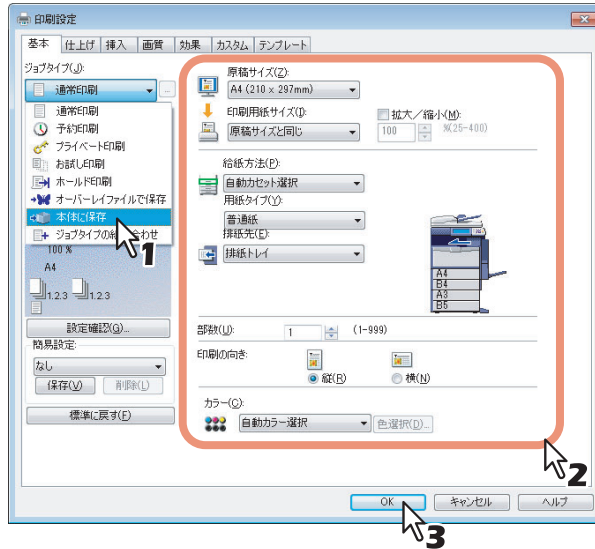 印刷設定
基本 仕上げ 挿入 画質 効果 カスタム テンプレート
ジョブタイプ(J):
通常印刷
通常印刷
予約印刷
プライベート印刷
お試し印刷
ホールド印刷
オーバーレイファイルで保存
本体に保存
ジョブタイプの組 合わせ
1
100 %
A4
1.2.3 1.2.3
設定確認(G)...
簡易設定:
なし
保存(V) 削除(L)
標準に戻す(F)
原稿サイズ(Z):
A4 (210 x 297mm)
印刷用紙サイズ(I):
原稿サイズと同じ
拡大/縮小(M):
100 %(25-400)
給紙方法(P):
自動カセット選択
用紙タイプ(Y):
普通紙
排紙先(E):
排紙トレイ
A4
B4
A3
B5
部数(U): 1 (1-999)
印刷の向き:
縦(R) 横(N)
カラー(C):
自動カラー選択 色選択(D)...
2
OK キャンセル ヘルプ
3